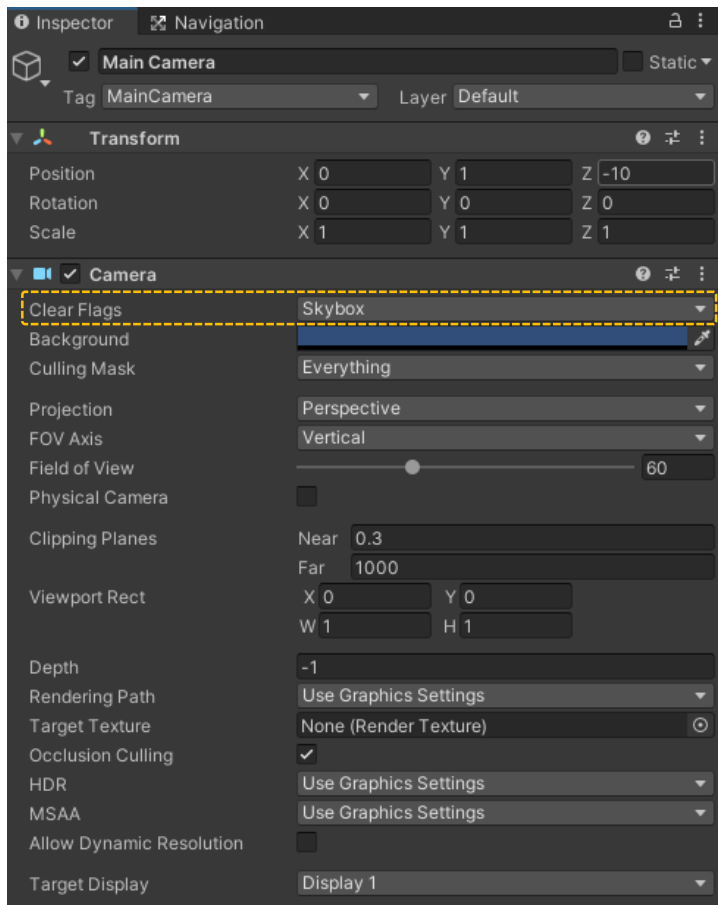 Inspector Navigation
Main Camera Static
Tag MainCamera Layer Default
Transform
Position X 0 Y 1 Z -10
Rotation X 0 Y 0 Z 0
Scale X 1 Y 1 Z 1
Camera
Clear Flags Skybox
Background
Culling Mask Everything
Projection Perspective
FOV Axis Vertical
Field of View 60
Physical Camera
Clipping Planes Near 0.3
Far 1000
Viewport Rect X 0 Y 0
W 1 H 1
Depth -1
Rendering Path Use Graphics Settings
Target Texture None (Render Texture)
Occlusion Culling
HDR Use Graphics Settings
MSAA Use Graphics Settings
Allow Dynamic Resolution
Target Display Display 1